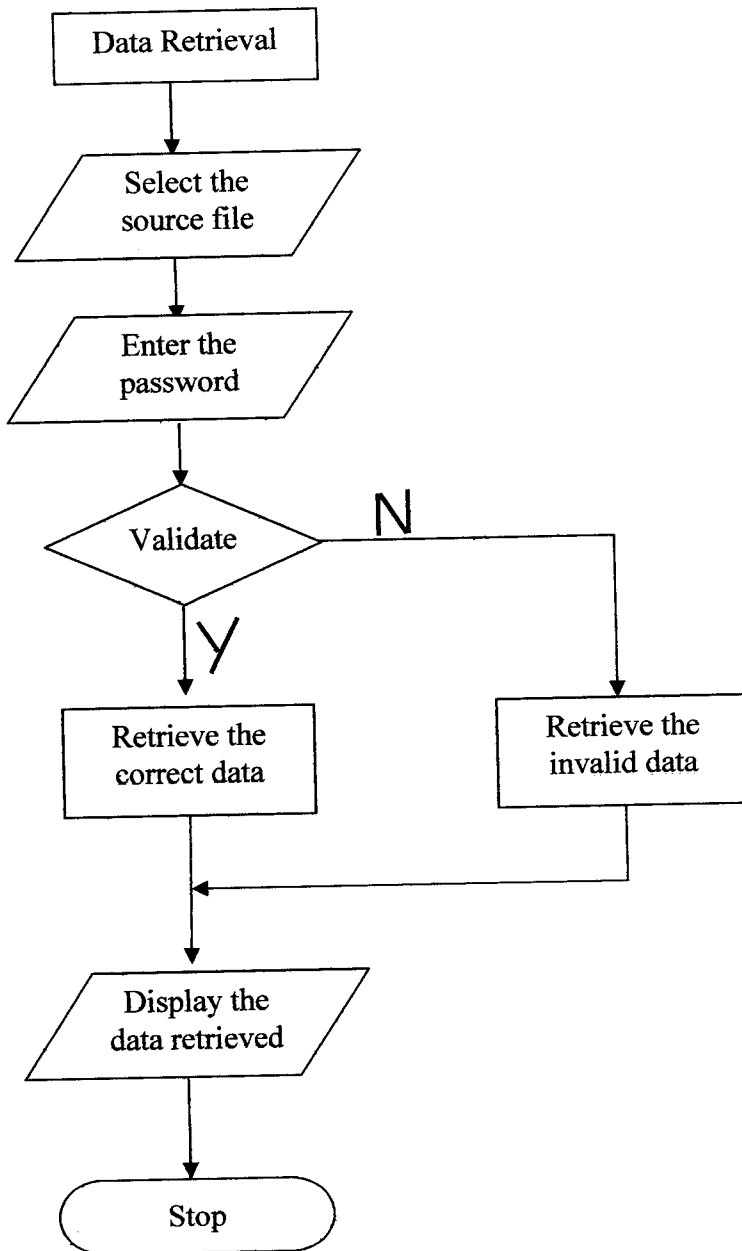 Data Retrieval
Select the
source file
Enter the
password
Validate
N
Y
Retrieve the
correct data
Retrieve the
invalid data
Display the
data retrieved
Stop